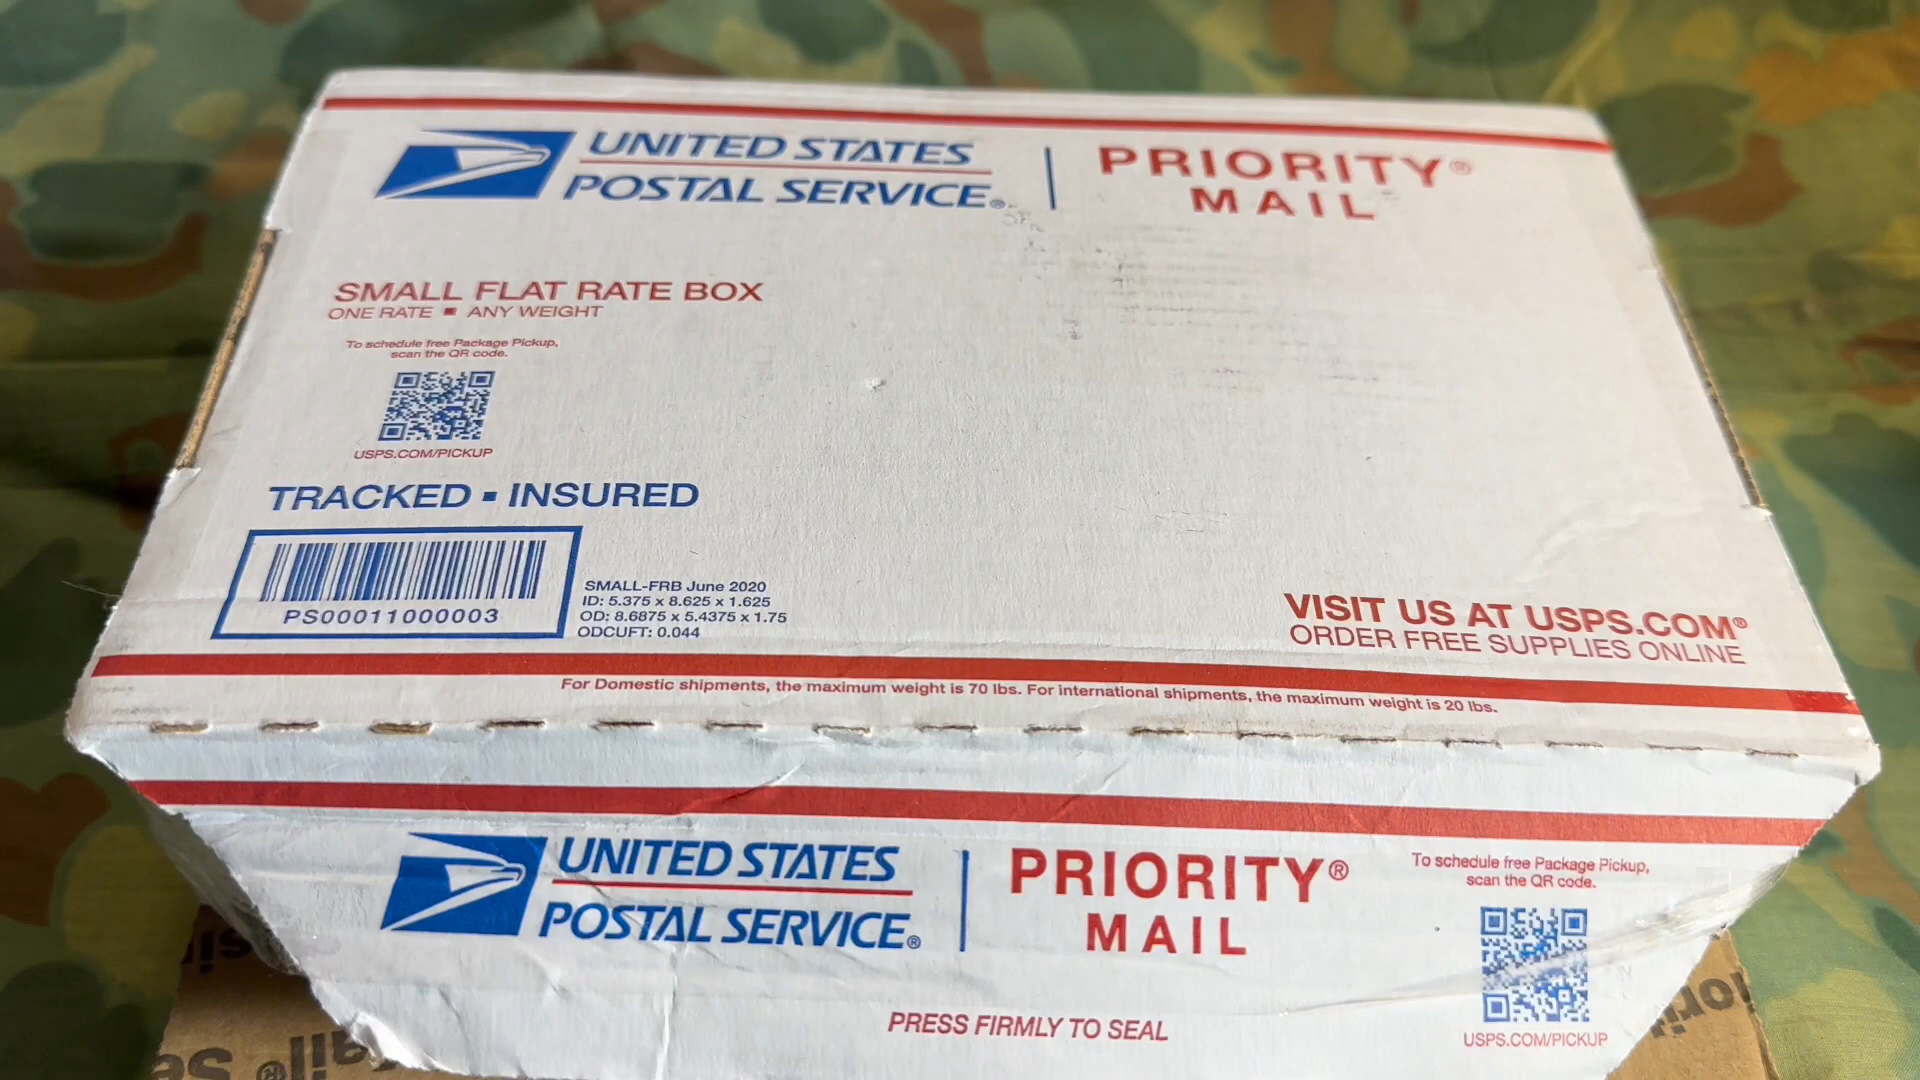 UNITED STATES
POSTAL SERVICE®
PRIORITY®
MAIL
SMALL FLAT RATE BOX
ONE RATE ■ ANY WEIGHT
To schedule free Package Pickup,
scan the QR code.
USPS.COM/PICKUP
TRACKED ■ INSURED
PS00011000003
SMALL-FRB June 2020
ID: 5.375 x 8.625 x 1.625
OD: 8.6875 x 5.4375 x 1.75
ODCUFT: 0.044
VISIT US AT USPS.COM®
ORDER FREE SUPPLIES ONLINE
For Domestic shipments, the maximum weight is 70 lbs. For international shipments, the maximum weight is 20 lbs.
UNITED STATES
POSTAL SERVICE®
PRIORITY®
MAIL
To schedule free Package Pickup,
scan the QR code.
USPS.COM/PICKUP
PRESS FIRMLY TO SEAL